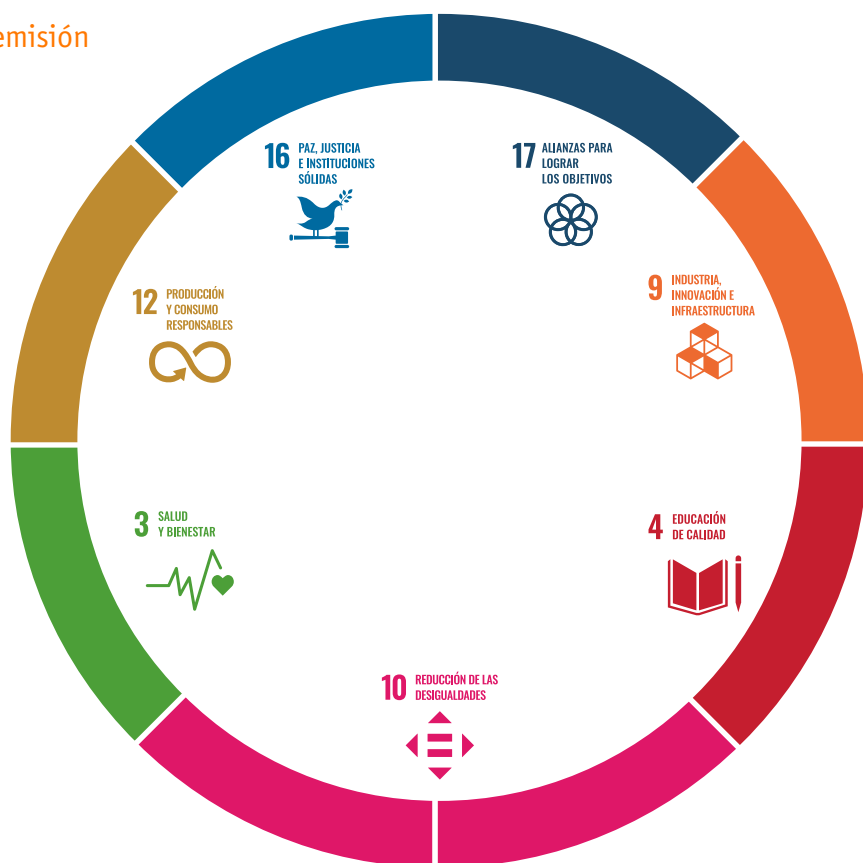 emisión
16 PAZ, JUSTICIA
E INSTITUCIONES
SÓLIDAS
17 ALIANZAS PARA
LOGRAR
LOS OBJETIVOS
12 PRODUCCIÓN
Y CONSUMO
RESPONSABLES
9 INDUSTRIA,
INNOVACIÓN E
INFRAESTRUCTURA
3 SALUD
Y BIENESTAR
4 EDUCACIÓN
DE CALIDAD
10 REDUCCIÓN DE LAS
DESIGUALDADES